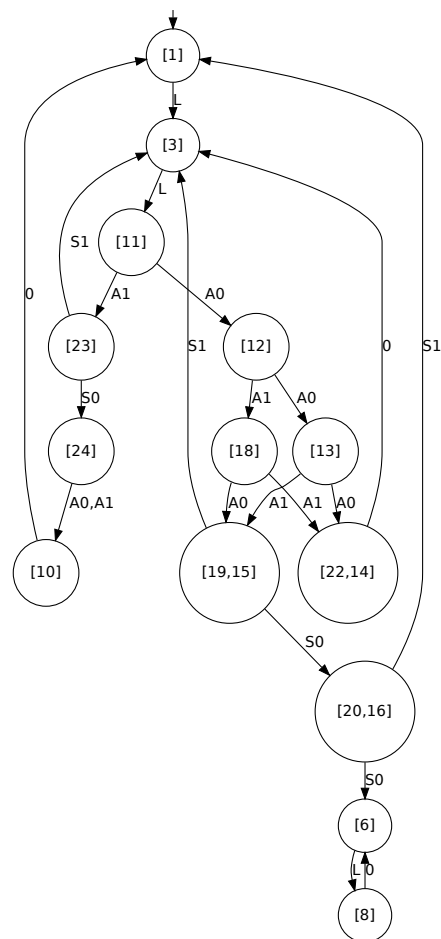 [1]
L
[3]
L
[11]
S1
A1
A0
0
[23]
[12]
S1
0
S1
S0
A1
A0
[24]
[18]
[13]
A0,A1
A0
A1
A1
A0
[10]
[19,15]
[22,14]
S0
[20,16]
S0
[6]
L
0
[8]